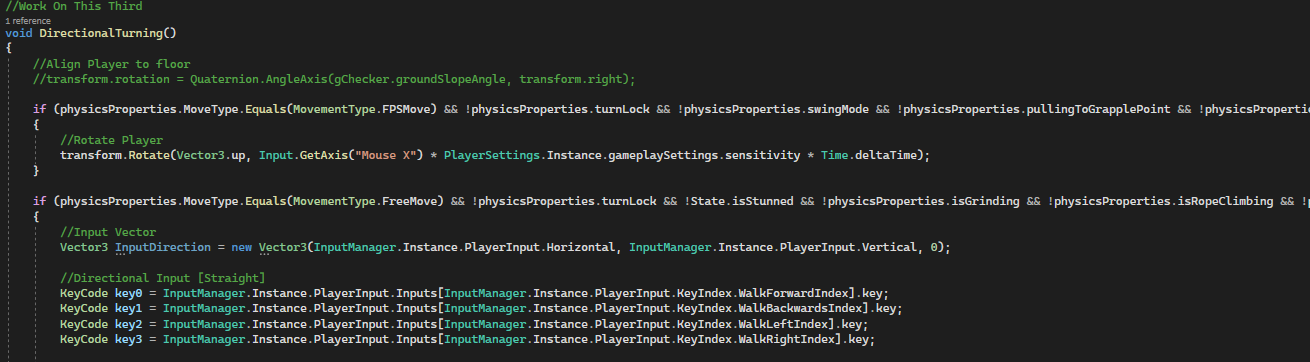 //Work On This Third
1 reference
void DirectionalTurning()
{
//Align Player to floor
//transform.rotation = Quaternion.AngleAxis(gChecker.groundSlopeAngle, transform.right);
if (physicsProperties.MoveType.Equals(MovementType.FPSMove) && !physicsProperties.turnLock && !physicsProperties.swingMode && !physicsProperties.pullingToGrapplePoint && !physicsPropertie
{
//Rotate Player
transform.Rotate(Vector3.up, Input.GetAxis("Mouse X") * PlayerSettings.Instance.gameplaySettings.sensitivity * Time.deltaTime);
}
if (physicsProperties.MoveType.Equals(MovementType.FreeMove) && !physicsProperties.turnLock && !State.isStunned && !physicsProperties.isGrinding && !physicsProperties.isRopeClimbing && !
{
//Input Vector
Vector3 InputDirection = new Vector3(InputManager.Instance.PlayerInput.Horizontal, InputManager.Instance.PlayerInput.Vertical, 0);
//Directional Input [Straight]
KeyCode key0 = InputManager.Instance.PlayerInput.Inputs[InputManager.Instance.PlayerInput.KeyIndex.WalkForwardIndex].key;
KeyCode key1 = InputManager.Instance.PlayerInput.Inputs[InputManager.Instance.PlayerInput.KeyIndex.WalkBackwardsIndex].key;
KeyCode key2 = InputManager.Instance.PlayerInput.Inputs[InputManager.Instance.PlayerInput.KeyIndex.WalkLeftIndex].key;
KeyCode key3 = InputManager.Instance.PlayerInput.Inputs[InputManager.Instance.PlayerInput.KeyIndex.WalkRightIndex].key;